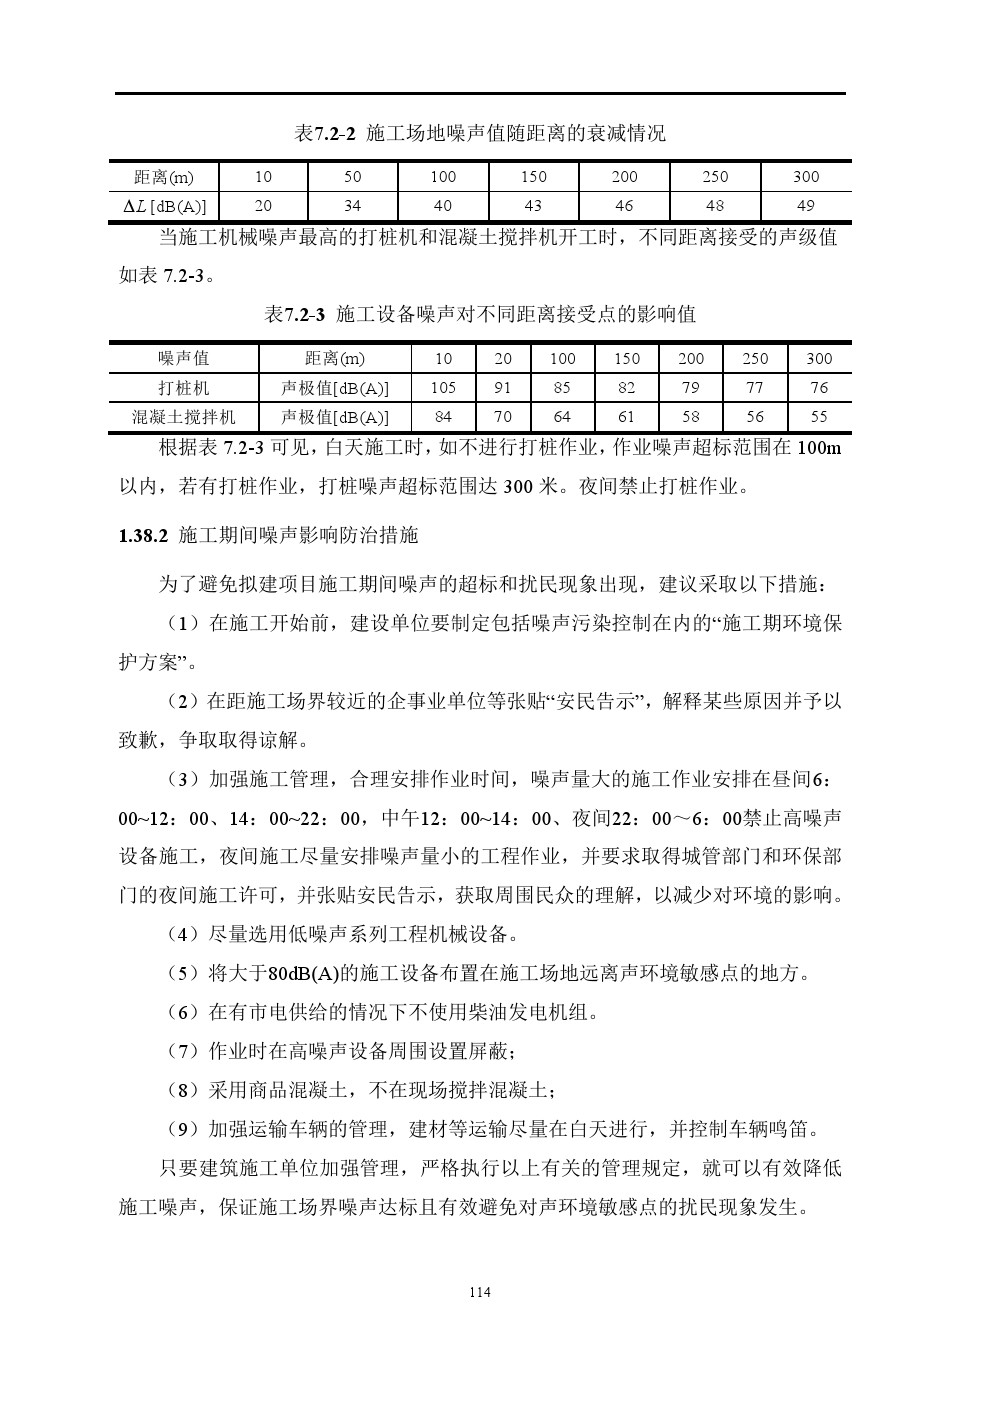 表7.2-2 施工场地噪声值随距离的衰减情况
距离(m) 10 50 100 150 200 250 300
ΔL [dB(A)] 20 34 40 43 46 48 49
当施工机械噪声最高的打桩机和混凝土搅拌机开工时，不同距离接受的声级值
如表 7.2-3。
表7.2-3 施工设备噪声对不同距离接受点的影响值
噪声值 距离(m) 10 20 100 150 200 250 300
打桩机 声极值[dB(A)] 105 91 85 82 79 77 76
混凝土搅拌机 声极值[dB(A)] 84 70 64 61 58 56 55
根据表 7.2-3 可见，白天施工时，如不进行打桩作业，作业噪声超标范围在 100m
以内，若有打桩作业，打桩噪声超标范围达 300 米。夜间禁止打桩作业。
1.38.2 施工期间噪声影响防治措施
为了避免拟建项目施工期间噪声的超标和扰民现象出现，建议采取以下措施：
（1）在施工开始前，建设单位要制定包括噪声污染控制在内的“施工期环境保
护方案”。
（2）在距施工场界较近的企事业单位等张贴“安民告示”，解释某些原因并予以
致歉，争取取得谅解。
（3）加强施工管理，合理安排作业时间，噪声量大的施工作业安排在昼间6：
00~12：00、14：00~22：00，中午12：00~14：00、夜间22：00～6：00禁止高噪声
设备施工，夜间施工尽量安排噪声量小的工程作业，并要求取得城管部门和环保部
门的夜间施工许可，并张贴安民告示，获取周围民众的理解，以减少对环境的影响。
（4）尽量选用低噪声系列工程机械设备。
（5）将大于80dB(A)的施工设备布置在施工场地远离声环境敏感点的地方。
（6）在有市电供给的情况下不使用柴油发电机组。
（7）作业时在高噪声设备周围设置屏蔽；
（8）采用商品混凝土，不在现场搅拌混凝土；
（9）加强运输车辆的管理，建材等运输尽量在白天进行，并控制车辆鸣笛。
只要建筑施工单位加强管理，严格执行以上有关的管理规定，就可以有效降低
施工噪声，保证施工场界噪声达标且有效避免对声环境敏感点的扰民现象发生。
114